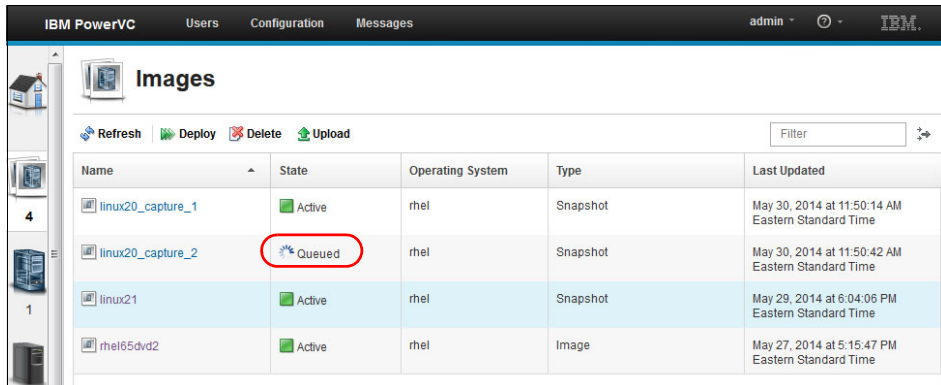 IBM PowerVC Users Configuration Messages admin ? IBM.
Images
Refresh Deploy Delete Upload Filter
Name State Operating System Type Last Updated
linux20_capture_1 Active rhel Snapshot May 30, 2014 at 11:50:14 AM
Eastern Standard Time
4
linux20_capture_2 Queued rhel Snapshot May 30, 2014 at 11:50:42 AM
Eastern Standard Time
linux21 Active rhel Snapshot May 29, 2014 at 6:04:06 PM
Eastern Standard Time
1
rhel65dvd2 Active rhel Image May 27, 2014 at 5:15:47 PM
Eastern Standard Time